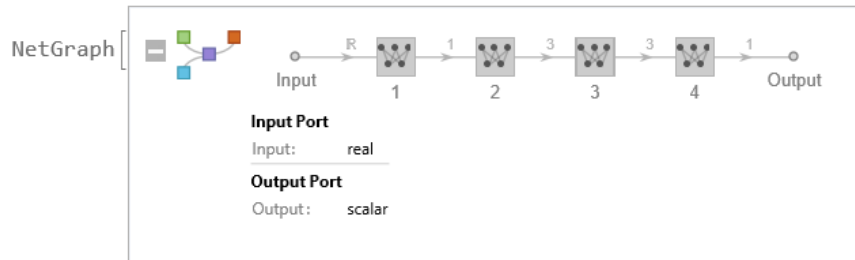 NetGraph[
ℝ 1 3 3 1
Input 1 2 3 4 Output
Input Port
Input: real
Output Port
Output: scalar